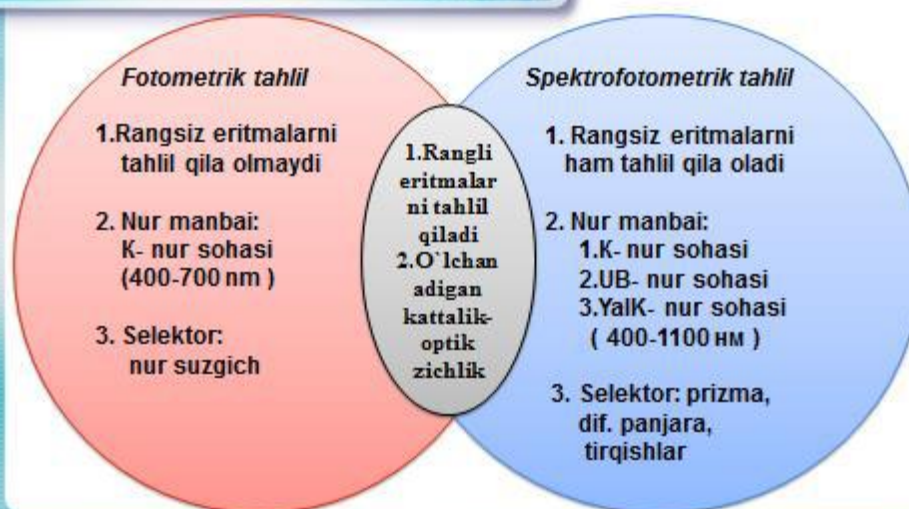 Fotometrik tahlil
1.Rangsiz eritmalarni
tahlil qila olmaydi
2. Nur manbai:
K- nur sohasi
(400-700 nm )
3. Selektor:
nur suzgich
1.Rangli
eritmalar
ni tahlil
qiladi
2.O`lchan
adigan
kattalik-
optik
zichlik
Spektrofotometrik tahlil
1. Rangsiz eritmalarni
ham tahlil qila oladi
2. Nur manbai:
1.K- nur sohasi
2.UB- nur sohasi
3.YaIK- nur sohasi
( 400-1100 нм )
3. Selektor: prizma,
dif. panjara,
tirqishlar